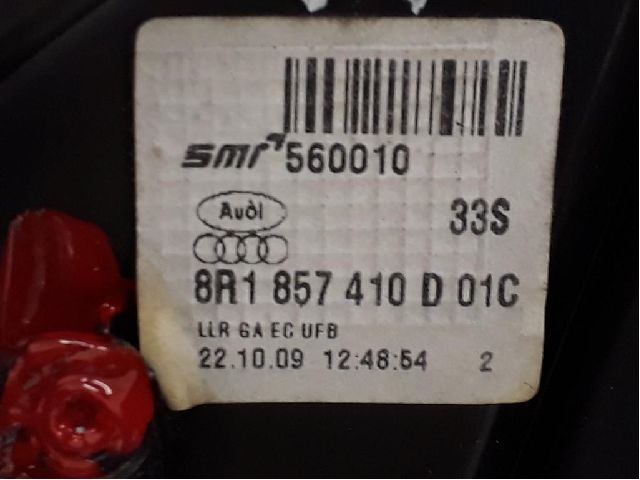 smr 560010
Audi 33S
8R1 857 410 D 01C
LLR GA EC UFB
22.10.09 12:48:54 2